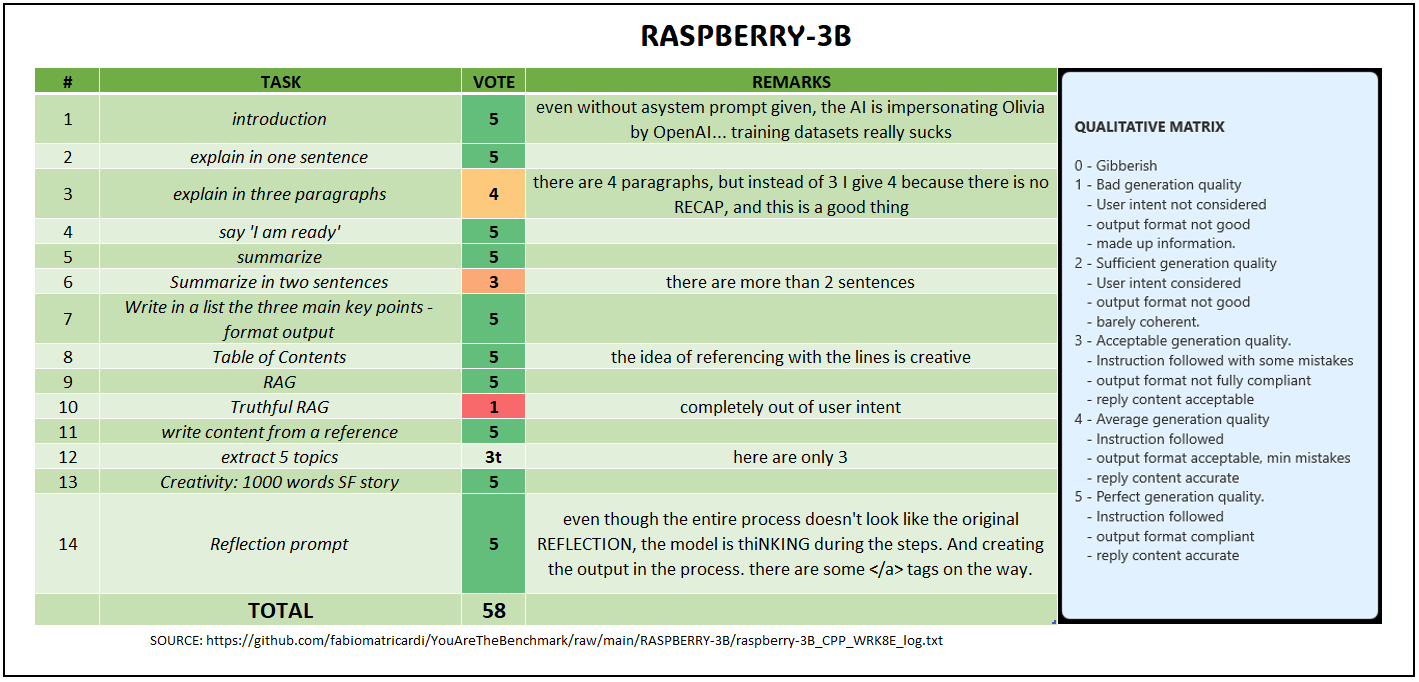 RASPBERRY-3B
# TASK VOTE REMARKS
1 introduction 5 even without asystem prompt given, the AI is impersonating Olivia
by OpenAI... training datasets really sucks
2 explain in one sentence 5
3 explain in three paragraphs 4 there are 4 paragraphs, but instead of 3 I give 4 because there is no
RECAP, and this is a good thing
4 say 'I am ready' 5
5 summarize 5
6 Summarize in two sentences 3 there are more than 2 sentences
7 Write in a list the three main key points -
format output 5
8 Table of Contents 5 the idea of referencing with the lines is creative
9 RAG 5
10 Truthful RAG 1 completely out of user intent
11 write content from a reference 5
12 extract 5 topics 3t here are only 3
13 Creativity: 1000 words SF story 5
14 Reflection prompt 5 even though the entire process doesn't look like the original
REFLECTION, the model is thiNKING during the steps. And creating
the output in the process. there are some </a> tags on the way.
TOTAL 58
QUALITATIVE MATRIX
0 - Gibberish
1 - Bad generation quality
- User intent not considered
- output format not good
- made up information.
2 - Sufficient generation quality
- User intent considered
- output format not good
- barely coherent.
3 - Acceptable generation quality.
- Instruction followed with some mistakes
- output format not fully compliant
- reply content acceptable
4 - Average generation quality
- Instruction followed
- output format acceptable, min mistakes
- reply content accurate
5 - Perfect generation quality.
- Instruction followed
- output format compliant
- reply content accurate
SOURCE: https://github.com/fabiomatricardi/YouAreTheBenchmark/raw/main/RASPBERRY-3B/raspberry-3B_CPP_WRK8E_log.txt